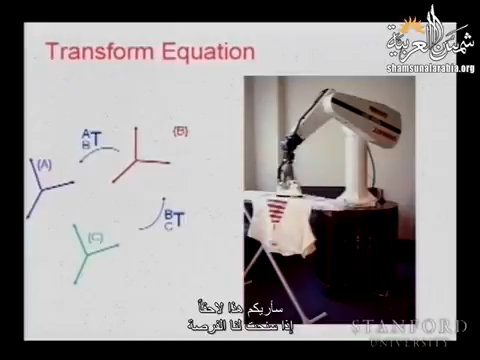 شمس العربية
shamsunalarabia.org
Transform Equation
{A}
A
B
T
{B}
B
C
T
{C}
سأريكم هذا لاحقاً
إذا سنحت لنا الفرصة
STANFORD
UNIVERSITY